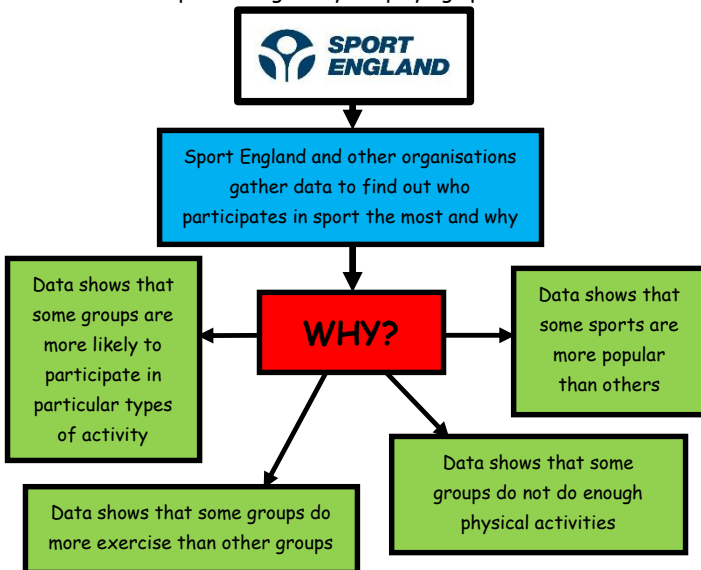 SPORT
ENGLAND
Sport England and other organisations
gather data to find out who
participates in sport the most and why
WHY?
Data shows that
some groups are
more likely to
participate in
particular types
of activity
Data shows that
some sports are
more popular
than others
Data shows that some groups do
more exercise than other groups
Data shows that some
groups do not do enough
physical activities